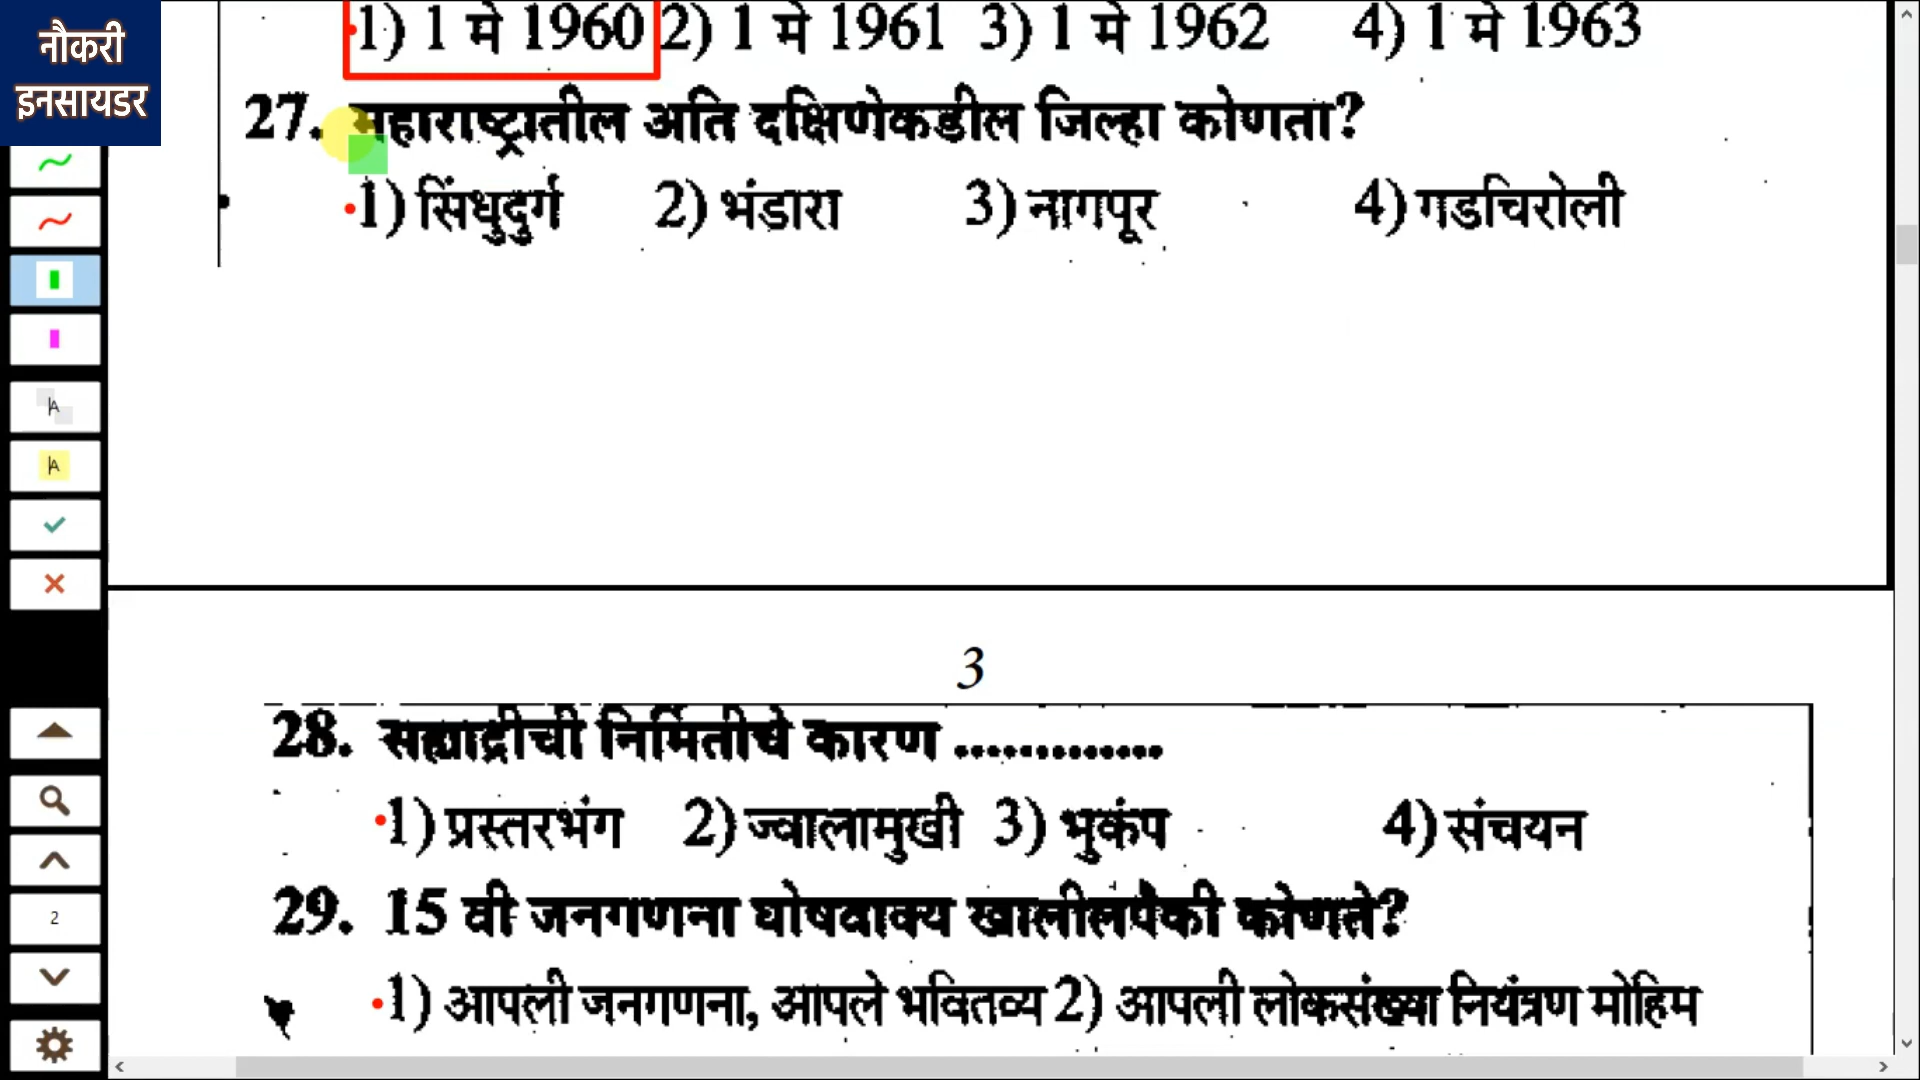 नौकरी
इनसायडर
1) 1 मे 1960 2) 1 मे 1961 3) 1 मे 1962 4) 1 मे 1963
27. महाराष्ट्रातील अति दक्षिणेकडील जिल्हा कोणता?
1) सिंधुदुर्ग 2) भंडारा 3) नागपूर 4) गडचिरोली
3
28. सह्याद्रीची निर्मितीचे कारण .............
1) प्रस्तरभंग 2) ज्वालामुखी 3) भुकंप 4) संचयन
29. 15 वी जनगणना घोषवाक्य खालीलपैकी कोणते?
1) आपली जनगणना, आपले भवितव्य 2) आपली लोकसंख्या नियंत्रण मोहिम
A
A
2